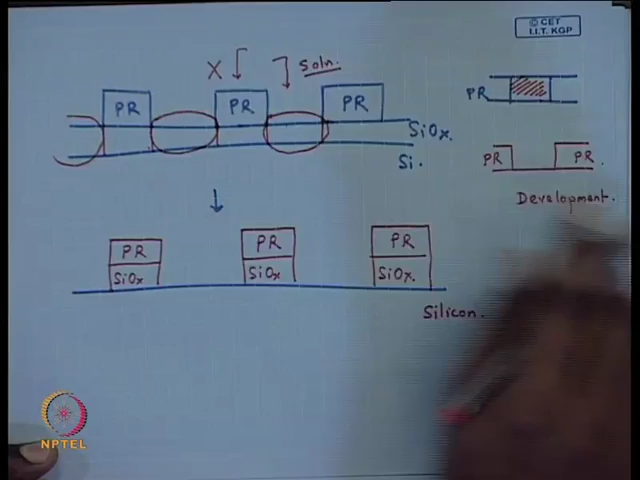 © CET
I.I.T. KGP
X
Soln.
PR
PR
PR
SiOx.
Si.
PR
PR
PR
Development.
PR
SiOx
PR
SiOx
PR
SiOx.
Silicon.
NPTEL